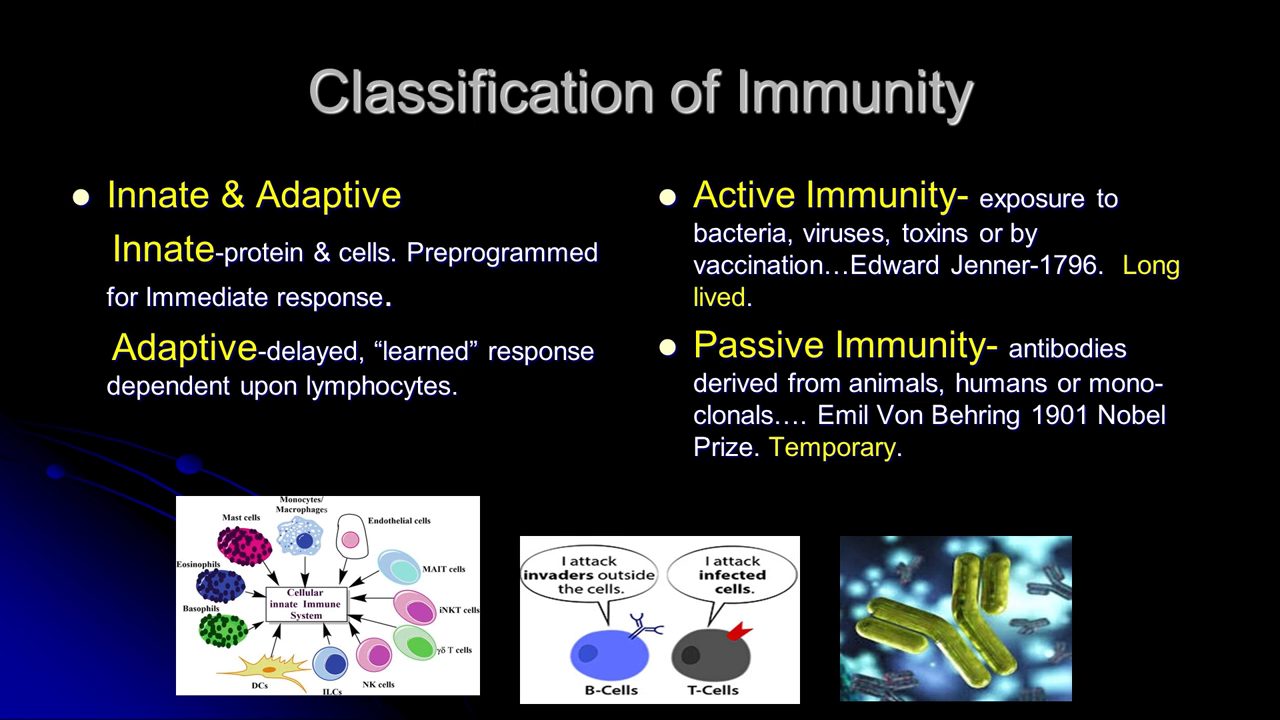 Classification of Immunity
Innate & Adaptive
Innate-protein & cells. Preprogrammed
for Immediate response.
Adaptive-delayed, “learned” response
dependent upon lymphocytes.
Active Immunity- exposure to
bacteria, viruses, toxins or by
vaccination…Edward Jenner-1796. Long
lived.
Passive Immunity- antibodies
derived from animals, humans or mono-
clonals…. Emil Von Behring 1901 Nobel
Prize. Temporary.
Monocytes/
Macrophages
Mast cells
Endothelial cells
Eosinophils
MAIT cells
Basophils
Cellular
innate Immune
System
iNKT cells
γδ T cells
DCs
ILCs
NK cells
I attack
invaders outside
the cells.
I attack
infected
cells.
B-Cells
T-Cells